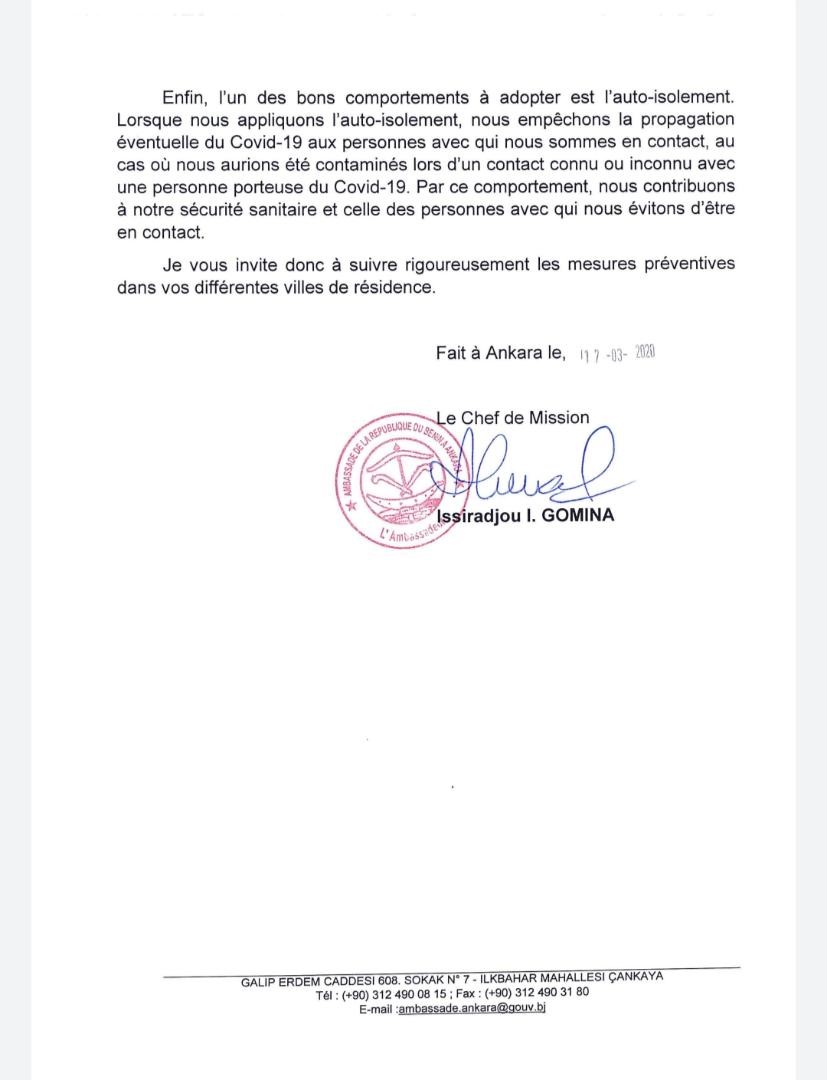 Enfin, l'un des bons comportements à adopter est l'auto-isolement.
Lorsque nous appliquons l'auto-isolement, nous empêchons la propagation
éventuelle du Covid-19 aux personnes avec qui nous sommes en contact, au
cas où nous aurions été contaminés lors d'un contact connu ou inconnu avec
une personne porteuse du Covid-19. Par ce comportement, nous contribuons
à notre sécurité sanitaire et celle des personnes avec qui nous évitons d'être
en contact.
Je vous invite donc à suivre rigoureusement les mesures préventives
dans vos différentes villes de résidence.
Fait à Ankara le, 17 -03- 2020
Le Chef de Mission
AMBASSADE DE LA REPUBLIQUE DU BENIN A ANKARA
L'Ambassadeur
Issiradjou I. GOMINA
GALIP ERDEM CADDESI 608. SOKAK N° 7 - ILKBAHAR MAHALLESI ÇANKAYA
Tél : (+90) 312 490 08 15 ; Fax : (+90) 312 490 31 80
E-mail :ambassade.ankara@gouv.bj